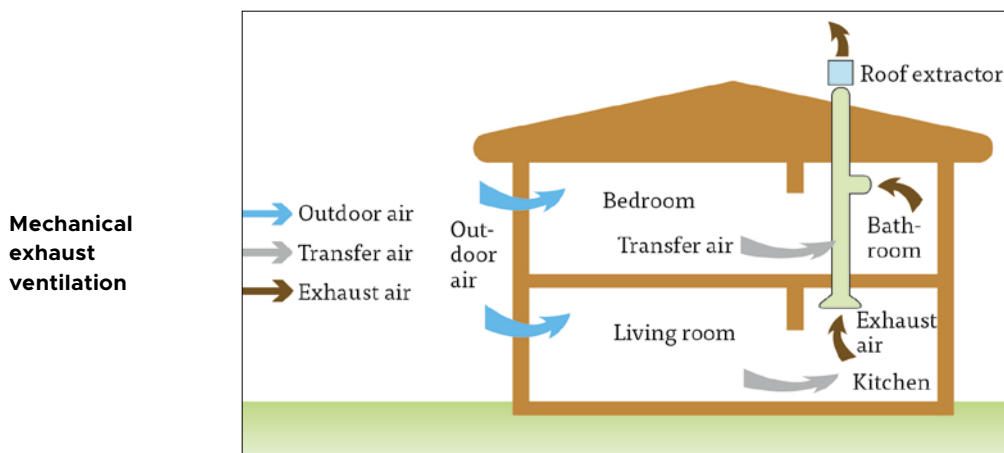 Mechanical
exhaust
ventilation
Outdoor air
Transfer air
Exhaust air
Out-
door
air
Roof extractor
Bedroom
Transfer air
Bath-
room
Living room
Exhaust
air
Kitchen